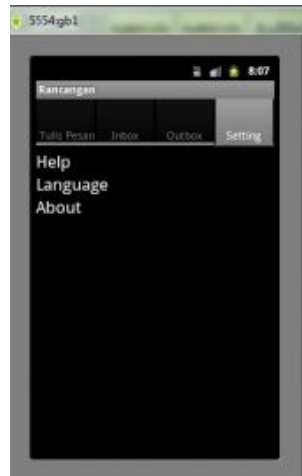 5554:gb1
8:07
Rancangan
Tulis Pesan Inbox Outbox Setting
Help
Language
About